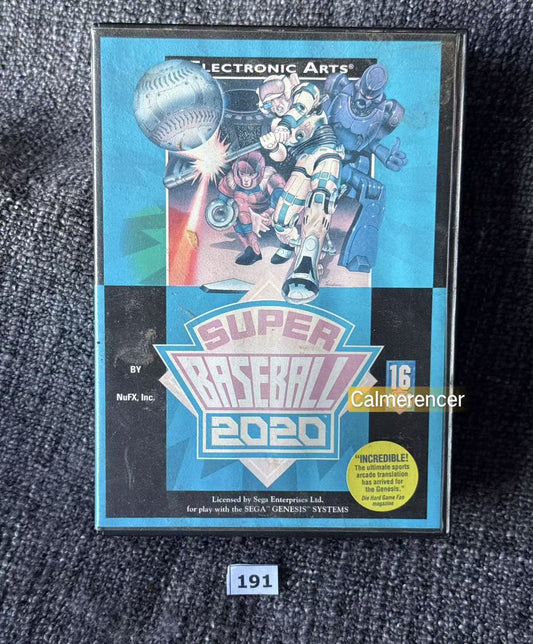 ELECTRONIC ARTS®
SUPER
BASEBALL
2020
BY
NuFX, Inc.
16
Calmerencer
"INCREDIBLE!
The ultimate sports
arcade translation
has arrived for
the Genesis."
Die Hard Game Fan
magazine
Licensed by Sega Enterprises Ltd.
for play with the SEGA™ GENESIS™ SYSTEMS
191